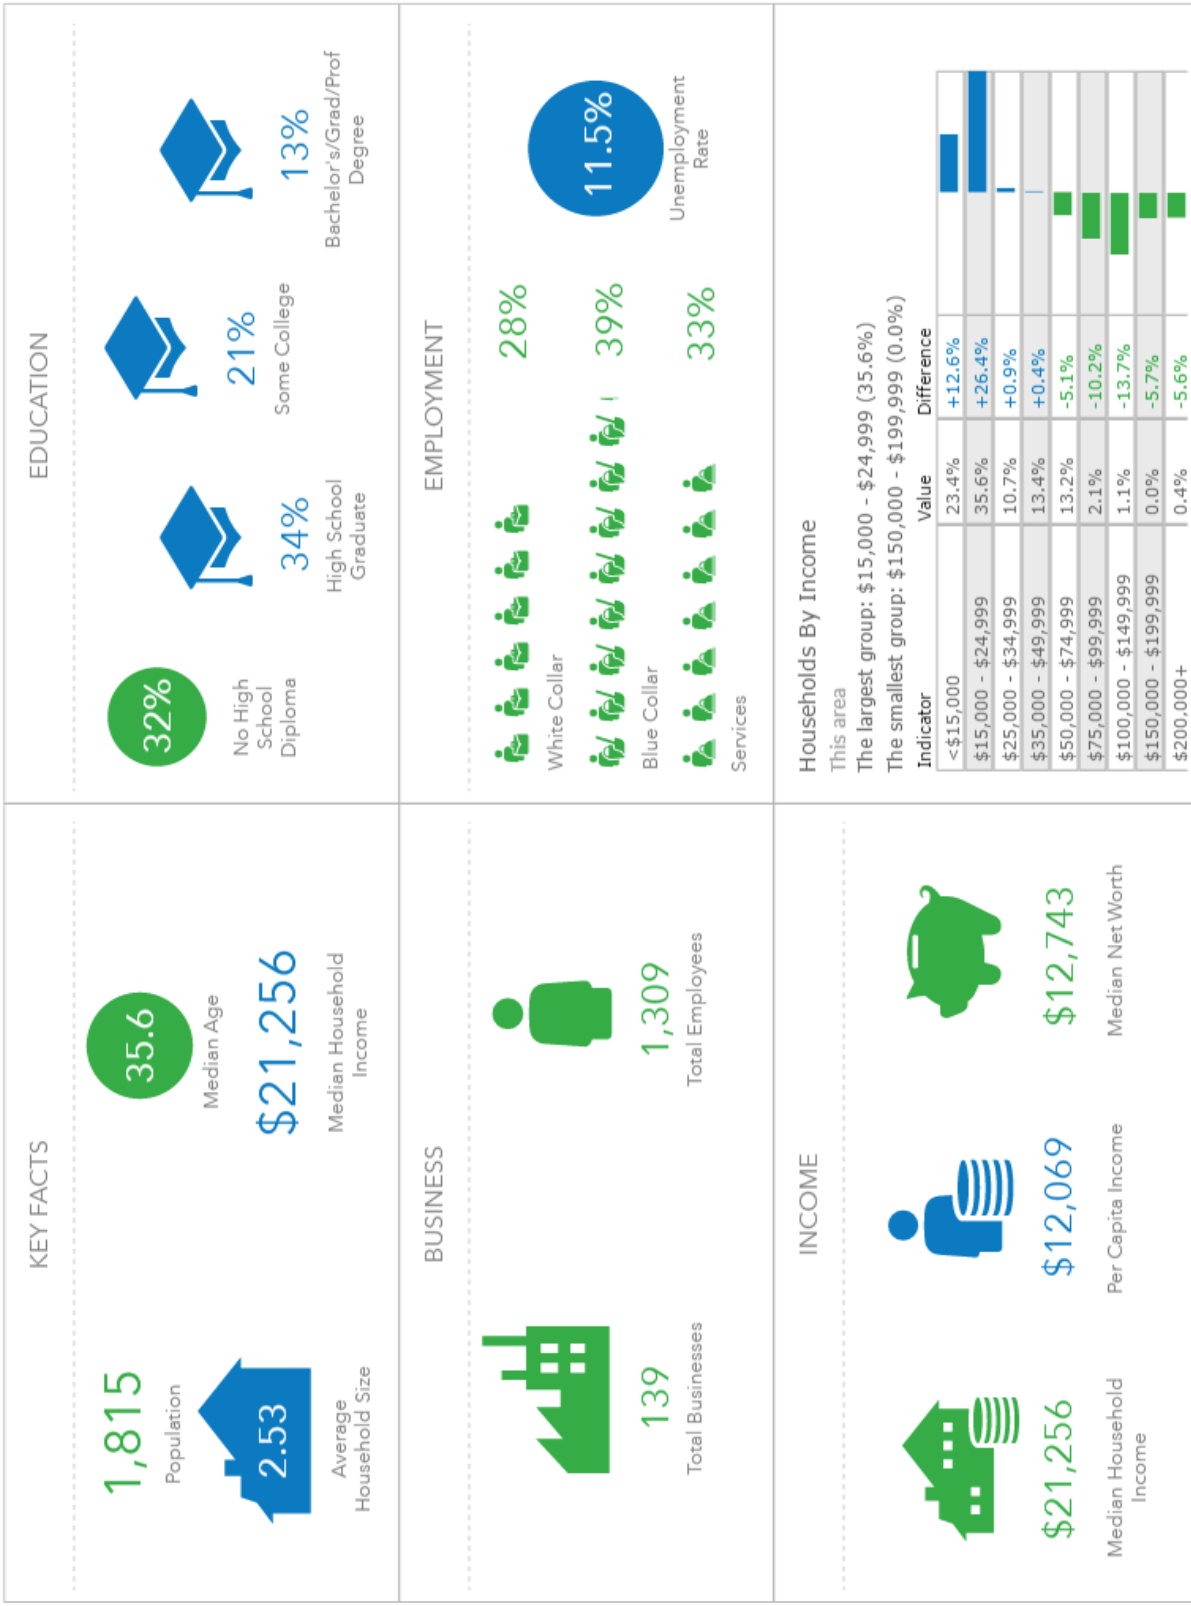 KEY FACTS
1,815
Population
2.53
Average
Household Size
35.6
Median Age
$21,256
Median Household
Income
EDUCATION
32%
No High
School
Diploma
34%
High School
Graduate
21%
Some College
13%
Bachelor's/Grad/Prof
Degree
BUSINESS
139
Total Businesses
1,309
Total Employees
EMPLOYMENT
White Collar
28%
Blue Collar
39%
Services
33%
11.5%
Unemployment
Rate
INCOME
$21,256
Median Household
Income
$12,069
Per Capita Income
$12,743
Median Net Worth
Households By Income
This area
The largest group: $15,000 - $24,999 (35.6%)
The smallest group: $150,000 - $199,999 (0.0%)
Indicator Value Difference
<$15,000 23.4% +12.6%
$15,000 - $24,999 35.6% +26.4%
$25,000 - $34,999 10.7% +0.9%
$35,000 - $49,999 13.4% +0.4%
$50,000 - $74,999 13.2% -5.1%
$75,000 - $99,999 2.1% -10.2%
$100,000 - $149,999 1.1% -13.7%
$150,000 - $199,999 0.0% -5.7%
$200,000+ 0.4% -5.6%